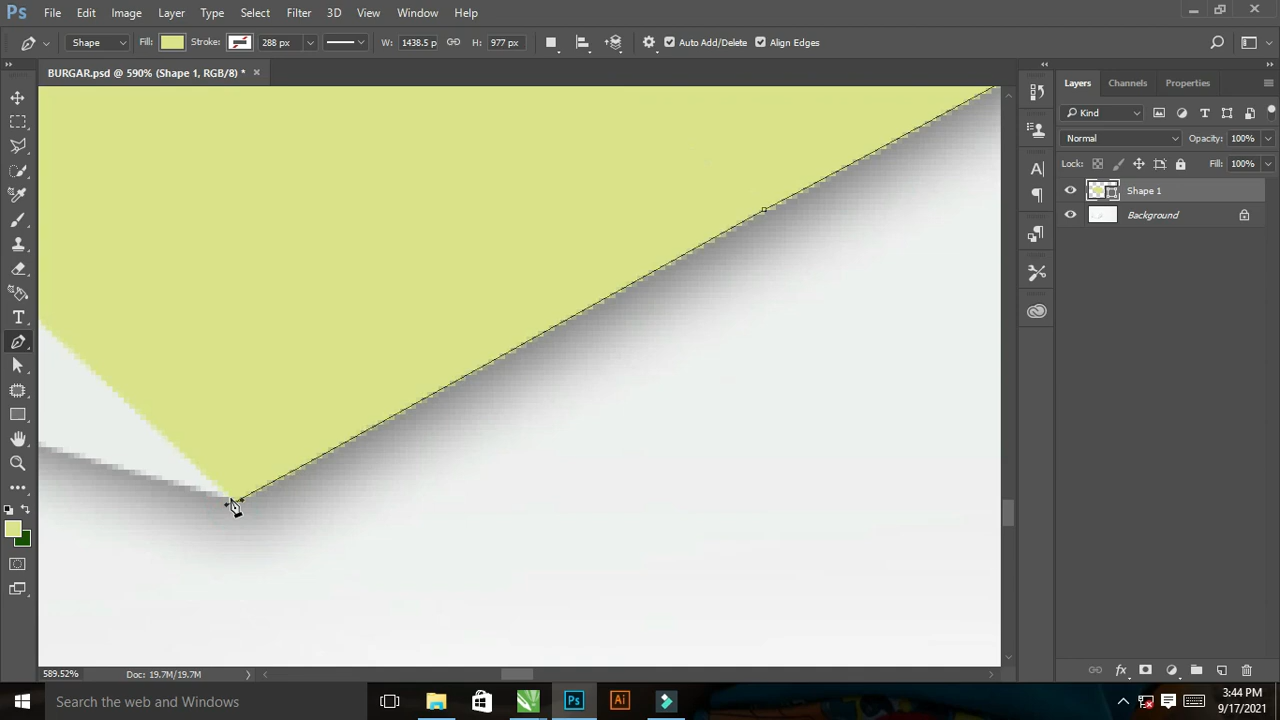 Ps File Edit Image Layer Type Select Filter 3D View Window Help
Shape Fill: Stroke: 288 px W: 1438.5 p H: 977 px Auto Add/Delete Align Edges
BURGAR.psd @ 590% (Shape 1, RGB/8) *
Layers Channels Properties
Kind
Normal Opacity: 100%
Lock: Fill: 100%
Shape 1
Background
589.52% Doc: 19.7M/19.7M
Search the web and Windows
Ps
Ai
3:44 PM
9/17/2021